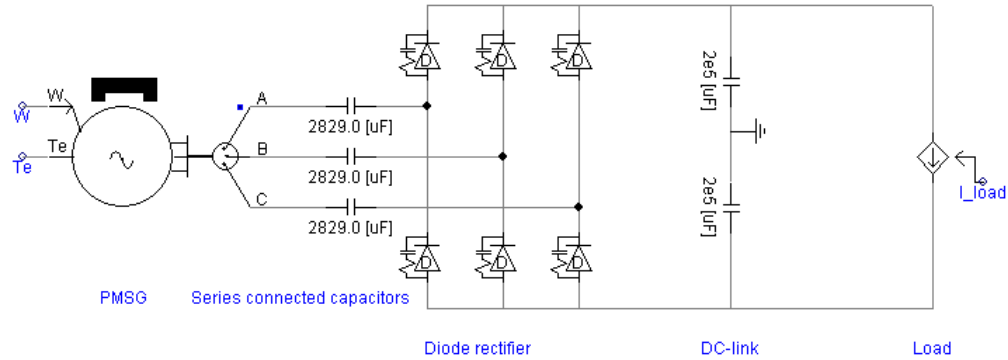 W
W
Te
Te
A
B
C
2829.0 [uF]
2829.0 [uF]
2829.0 [uF]
D
D
D
D
D
D
2e5 [uF]
2e5 [uF]
I_load
PMSG
Series connected capacitors
Diode rectifier
DC-link
Load